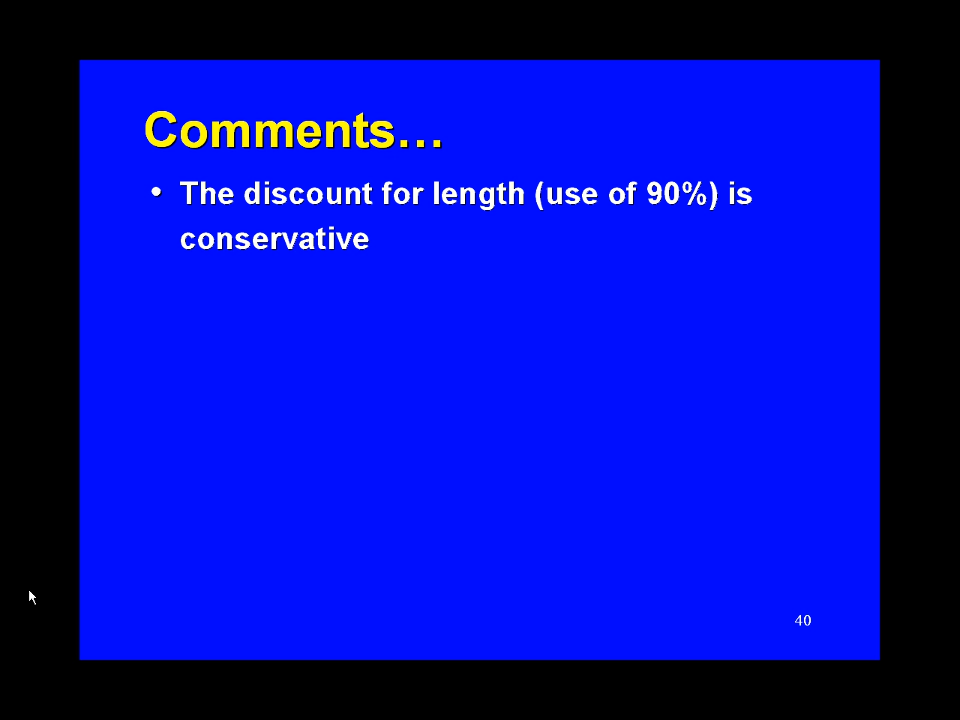 Comments…
• The discount for length (use of 90%) is
conservative
40